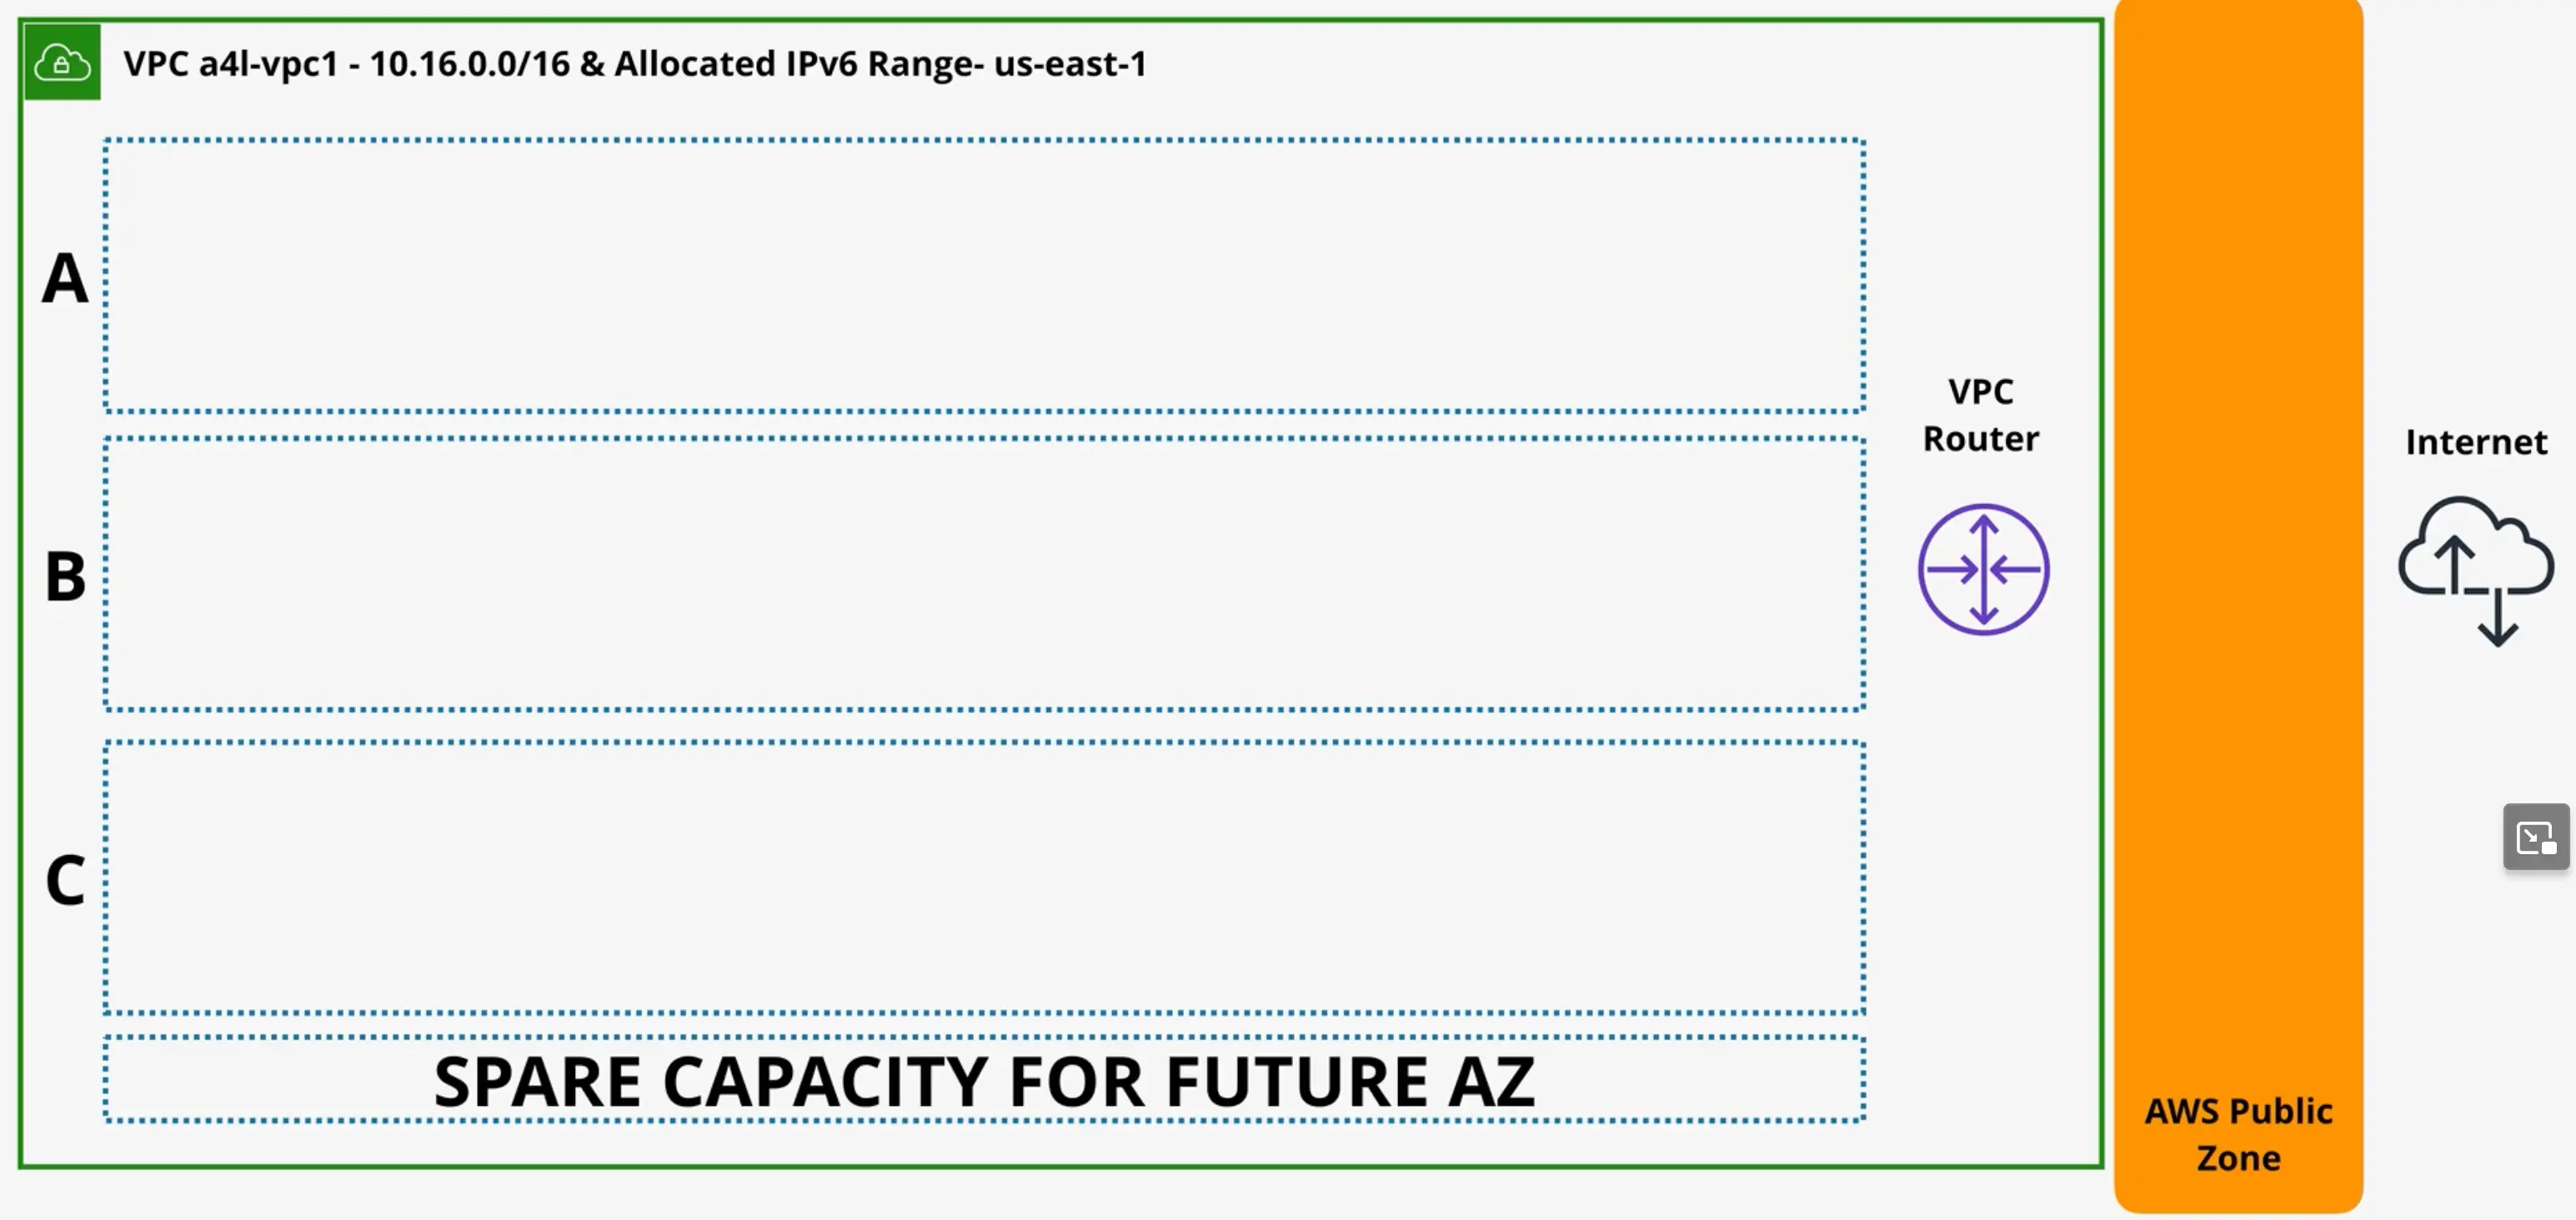 VPC a4l-vpc1 - 10.16.0.0/16 & Allocated IPv6 Range- us-east-1
A
VPC
Router
Internet
B
C
SPARE CAPACITY FOR FUTURE AZ
AWS Public
Zone